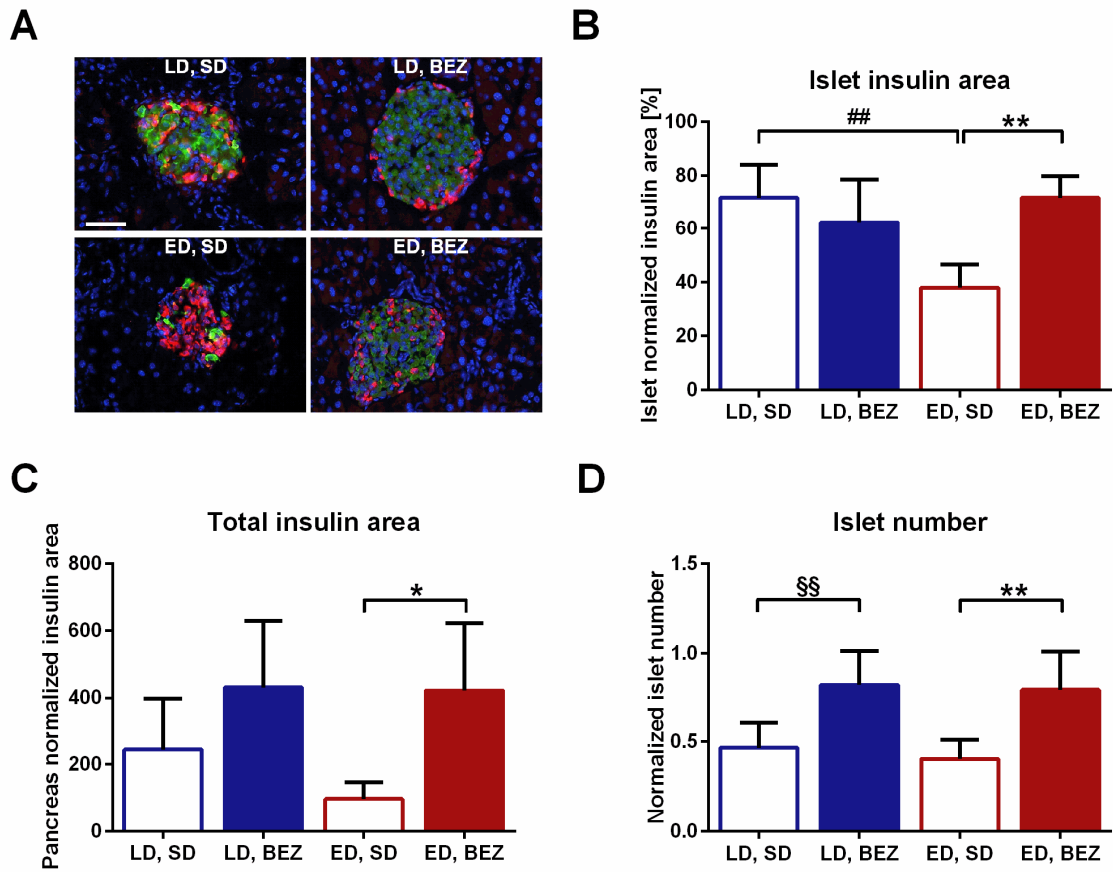 A
LD, SD
LD, BEZ
ED, SD
ED, BEZ
B
Islet insulin area
Islet normalized insulin area [%]
100
80
60
40
20
0
##
**
LD, SD
LD, BEZ
ED, SD
ED, BEZ
C
Total insulin area
Pancreas normalized insulin area
800
600
400
200
0
*
LD, SD
LD, BEZ
ED, SD
ED, BEZ
D
Islet number
Normalized islet number
1.5
1.0
0.5
0.0
§§
**
LD, SD
LD, BEZ
ED, SD
ED, BEZ